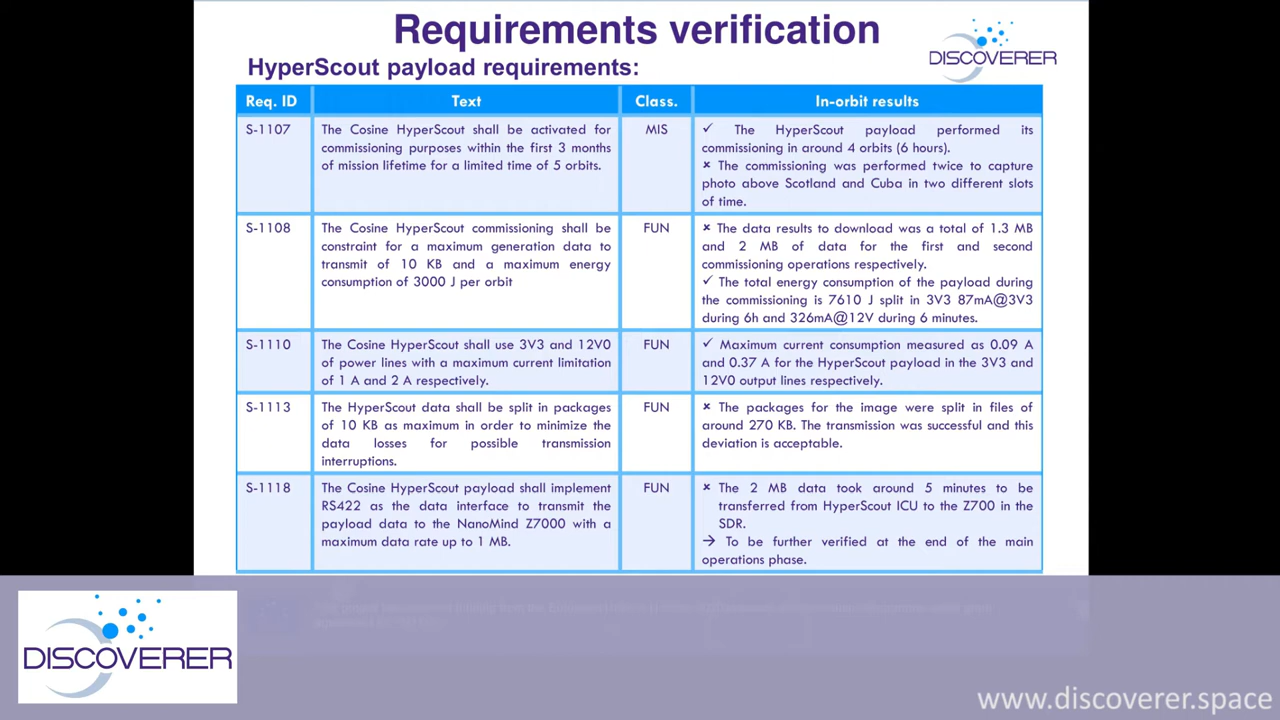 Requirements verification
DISCOVERER
HyperScout payload requirements:
Req. ID
Text
Class.
In-orbit results
S-1107
The Cosine HyperScout shall be activated for
commissioning purposes within the first 3 months
of mission lifetime for a limited time of 5 orbits.
MIS
✓ The HyperScout payload performed its
commissioning in around 4 orbits (6 hours).
× The commissioning was performed twice to capture
photo above Scotland and Cuba in two different slots
of time.
S-1108
The Cosine HyperScout commissioning shall be
constraint for a maximum generation data to
transmit of 10 KB and a maximum energy
consumption of 3000 J per orbit
FUN
× The data results to download was a total of 1.3 MB
and 2 MB of data for the first and second
commissioning operations respectively.
✓ The total energy consumption of the payload during
the commissioning is 7610 J split in 3V3 87mA@3V3
during 6h and 326mA@12V during 6 minutes.
S-1110
The Cosine HyperScout shall use 3V3 and 12V0
of power lines with a maximum current limitation
of 1 A and 2 A respectively.
FUN
✓ Maximum current consumption measured as 0.09 A
and 0.37 A for the HyperScout payload in the 3V3 and
12V0 output lines respectively.
S-1113
The HyperScout data shall be split in packages
of 10 KB as maximum in order to minimize the
data losses for possible transmission
interruptions.
FUN
× The packages for the image were split in files of
around 270 KB. The transmission was successful and this
deviation is acceptable.
S-1118
The Cosine HyperScout payload shall implement
RS422 as the data interface to transmit the
payload data to the NanoMind Z7000 with a
maximum data rate up to 1 MB.
FUN
× The 2 MB data took around 5 minutes to be
transferred from HyperScout ICU to the Z700 in the
SDR.
→ To be further verified at the end of the main
operations phase.
DISCOVERER
www.discoverer.space